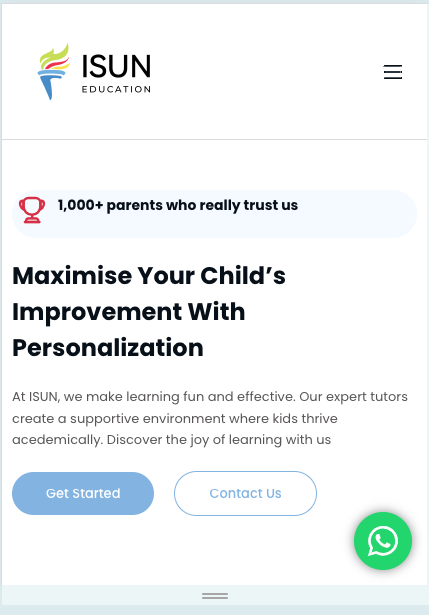 ISUN
EDUCATION
1,000+ parents who really trust us
Maximise Your Child’s
Improvement With
Personalization
At ISUN, we make learning fun and effective. Our expert tutors
create a supportive environment where kids thrive
acedemically. Discover the joy of learning with us
Get Started
Contact Us